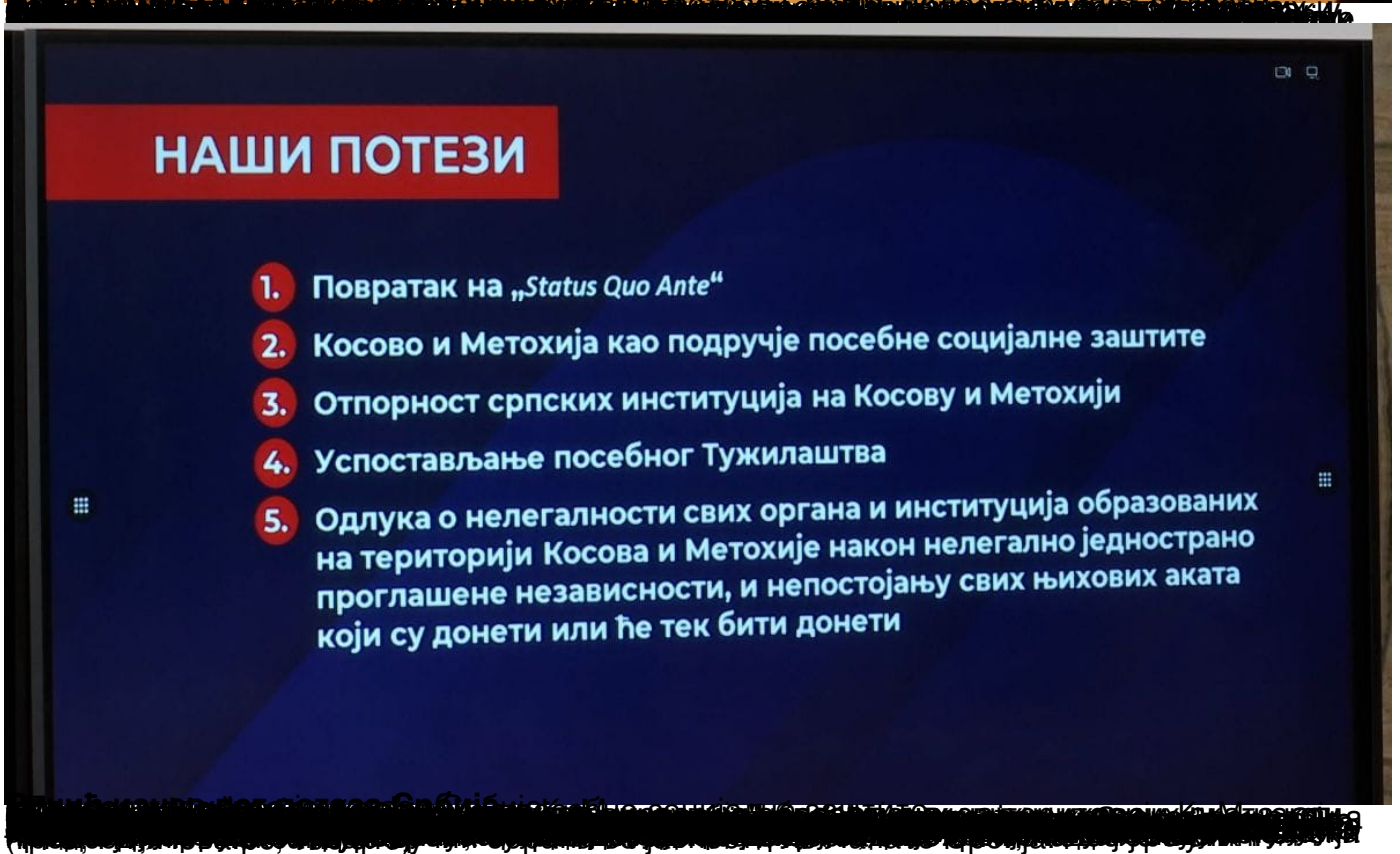 НАШИ ПОТЕЗИ
1. Повратак на „Status Quo Ante“
2. Косово и Метохија као подручје посебне социјалне заштите
3. Отпорност српских институција на Косову и Метохији
4. Успостављање посебног Тужилаштва
5. Одлука о нелегалности свих органа и институција образованих
на територији Косова и Метохије након нелегално једнострано
проглашене независности, и непостојању свих њихових аката
који су донети или ће тек бити донети